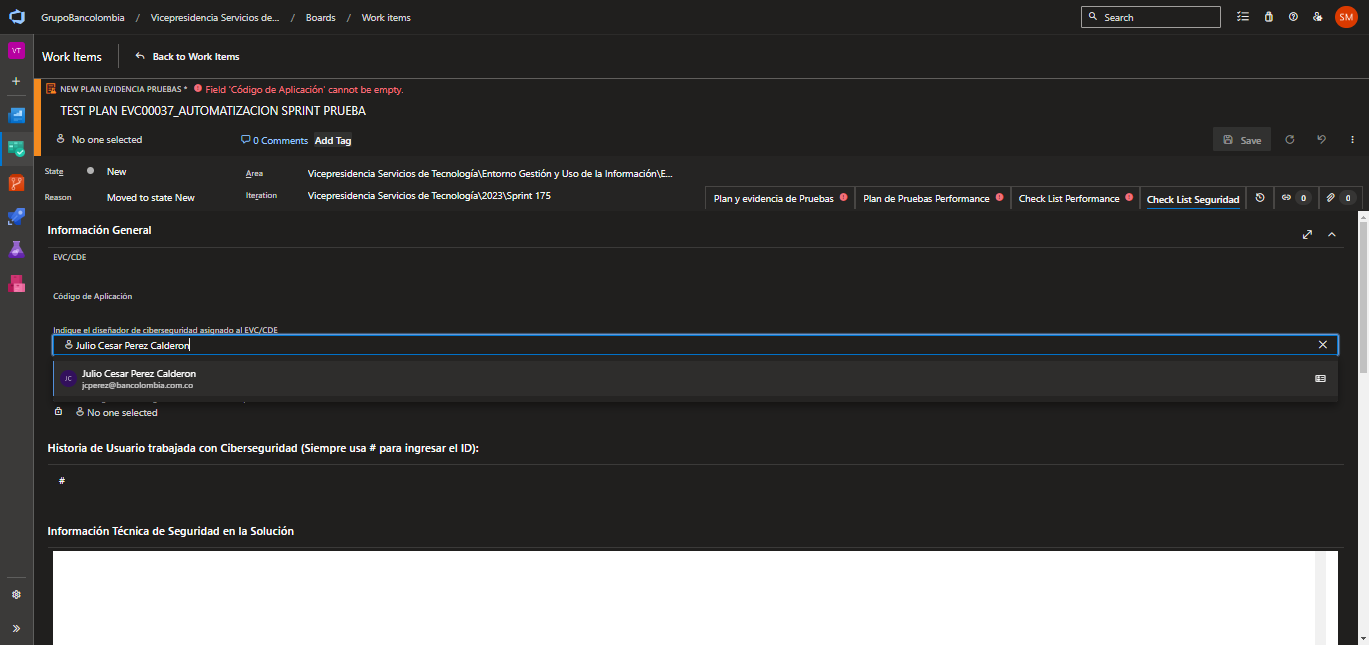 GrupoBancolombia / Vicepresidencia Servicios de... / Boards / Work items
Search
SM
VT
Work Items
Back to Work Items
NEW PLAN EVIDENCIA PRUEBAS * Field 'Código de Aplicación' cannot be empty.
TEST PLAN EVC00037_AUTOMATIZACION SPRINT PRUEBA
No one selected
0 Comments
Add Tag
Save
State
New
Area
Vicepresidencia Servicios de Tecnología\Entorno Gestión y Uso de la Información\E...
Reason
Moved to state New
Iteration
Vicepresidencia Servicios de Tecnología\2023\Sprint 175
Plan y evidencia de Pruebas
Plan de Pruebas Performance
Check List Performance
Check List Seguridad
0
0
Información General
EVC/CDE
Código de Aplicación
Indique el diseñador de ciberseguridad asignado al EVC/CDE
Julio Cesar Perez Calderon
JC
Julio Cesar Perez Calderon
jcperez@bancolombia.com.co
No one selected
Historia de Usuario trabajada con Ciberseguridad (Siempre usa # para ingresar el ID):
#
Información Técnica de Seguridad en la Solución